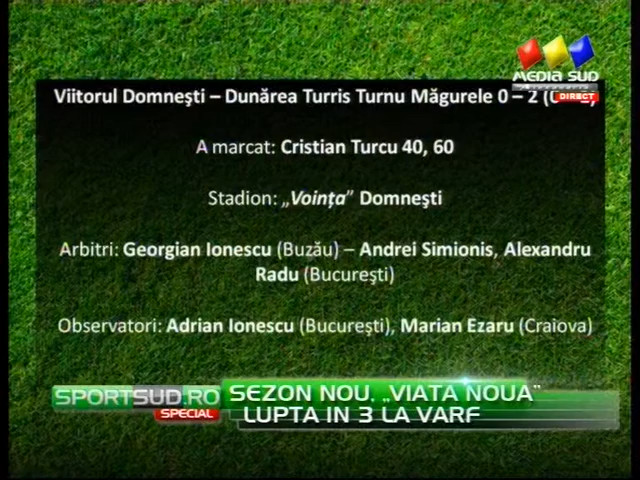 MEDIA SUD
DIRECT
Viitorul Domneşti – Dunărea Turris Turnu Măgurele 0 – 2
A marcat: Cristian Turcu 40, 60
Stadion: „Voinţa” Domneşti
Arbitri: Georgian Ionescu (Buzău) – Andrei Simionis, Alexandru
Radu (Bucureşti)
Observatori: Adrian Ionescu (Bucureşti), Marian Ezaru (Craiova)
SPORTSUD.RO
SPECIAL
SEZON NOU, „VIATA NOUA”
LUPTA IN 3 LA VARF